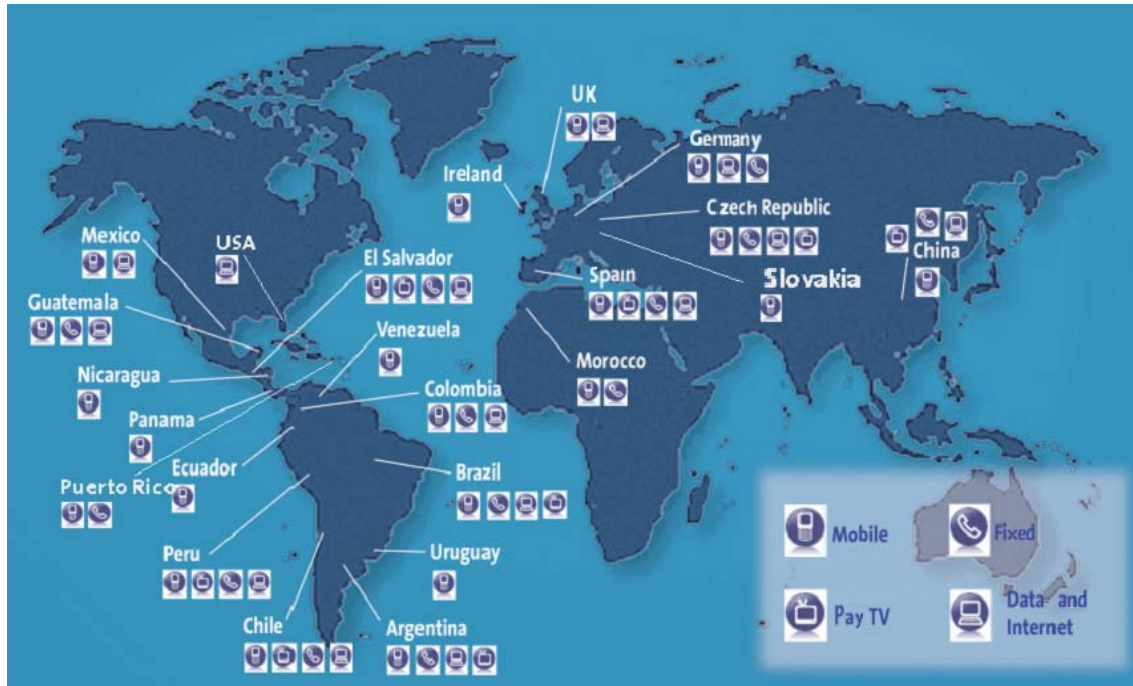 UK
Germany
Ireland
Czech Republic
Mexico
USA
El Salvador
China
Guatemala
Spain
Slovakia
Venezuela
Nicaragua
Morocco
Colombia
Panama
Ecuador
Brazil
Puerto Rico
Peru
Uruguay
Chile
Argentina
Mobile
Fixed
Pay TV
Data and
Internet